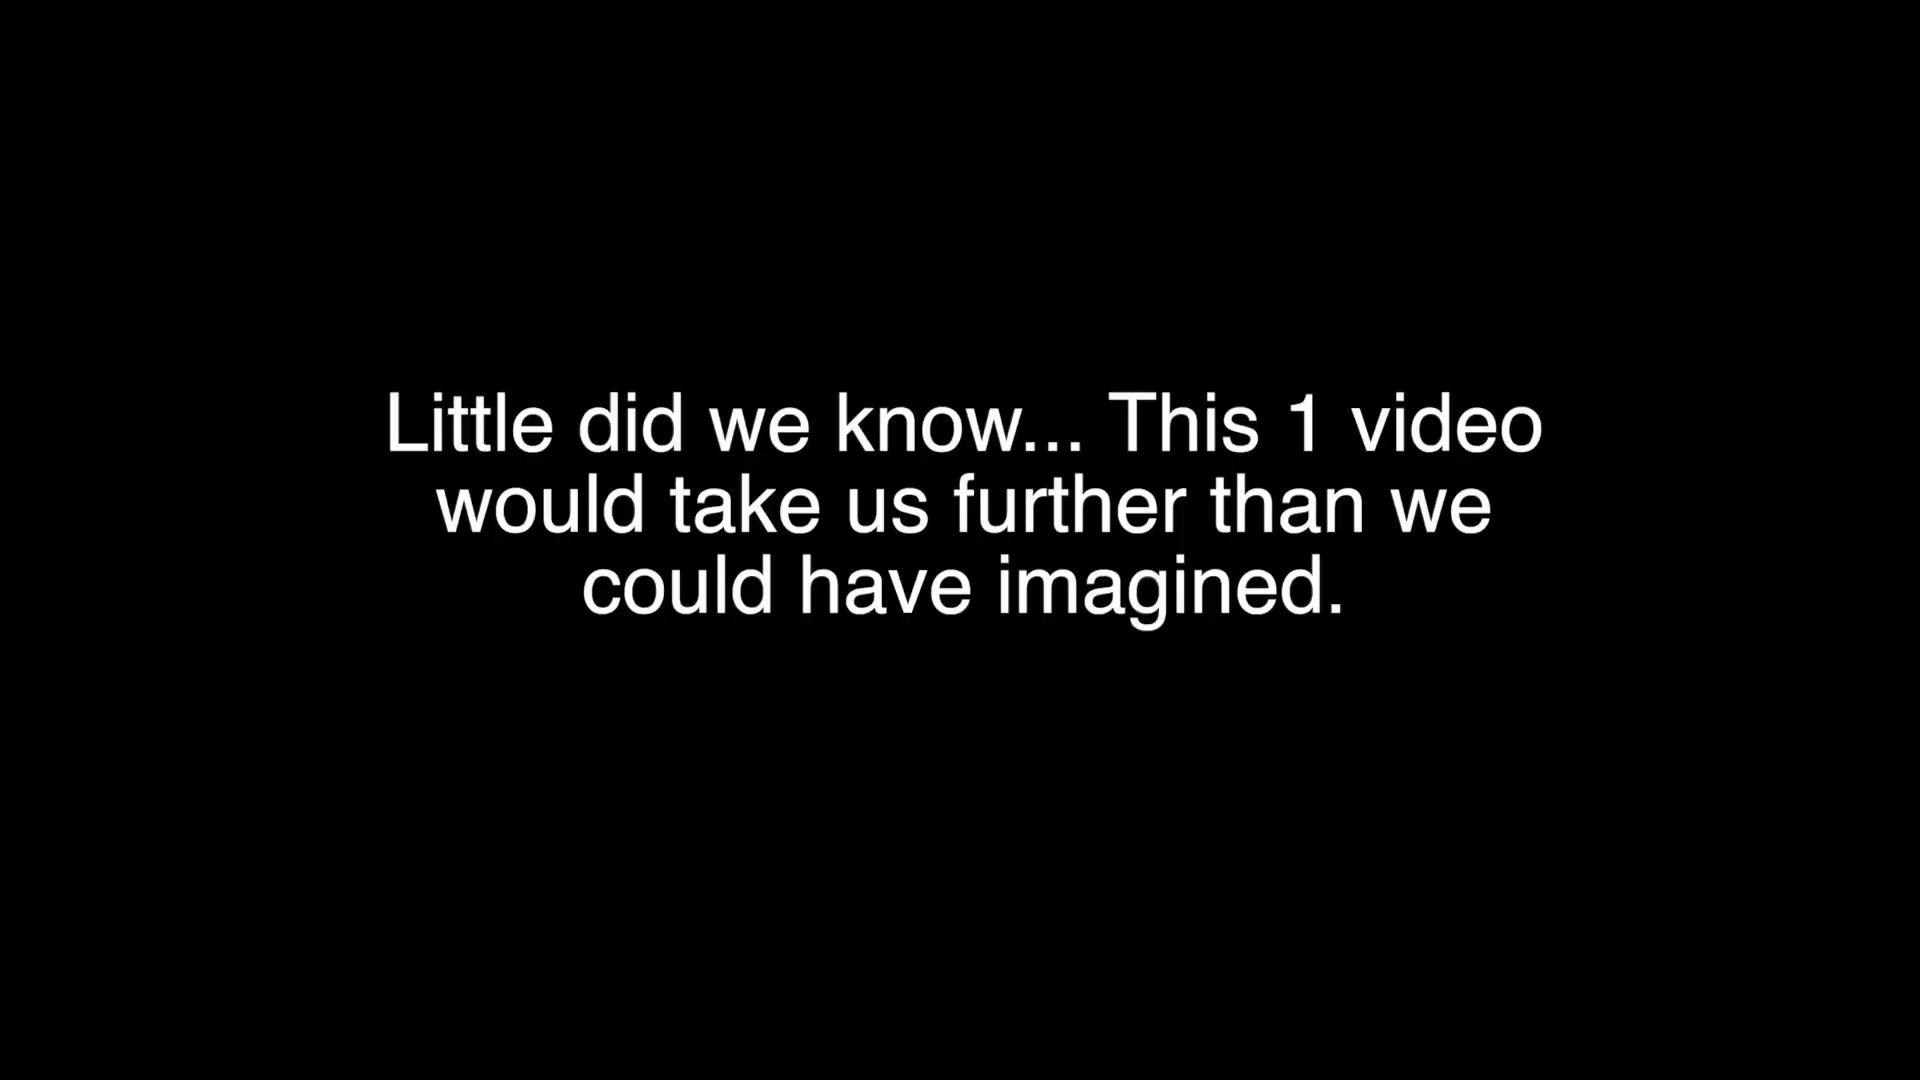 Little did we know... This 1 video
would take us further than we
could have imagined.